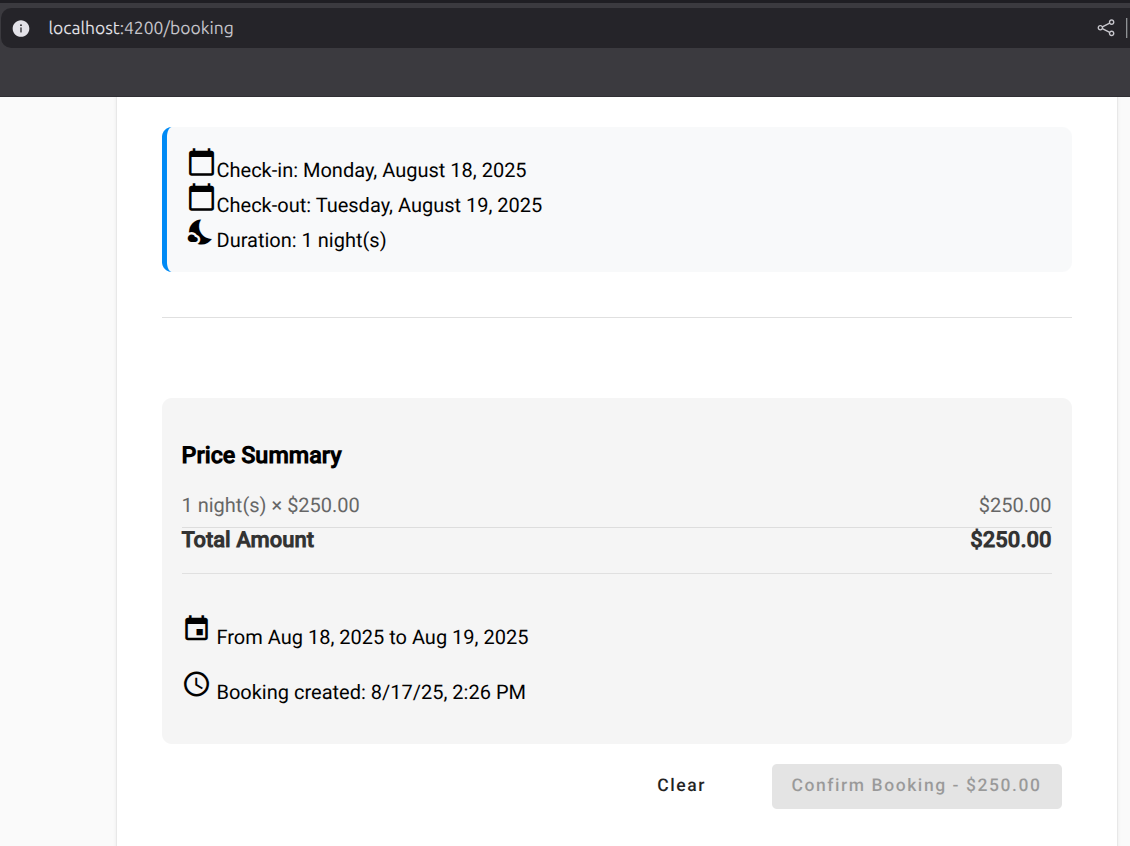 localhost:4200/booking
Check-in: Monday, August 18, 2025
Check-out: Tuesday, August 19, 2025
Duration: 1 night(s)
Price Summary
1 night(s) × $250.00 $250.00
Total Amount $250.00
From Aug 18, 2025 to Aug 19, 2025
Booking created: 8/17/25, 2:26 PM
Clear Confirm Booking - $250.00